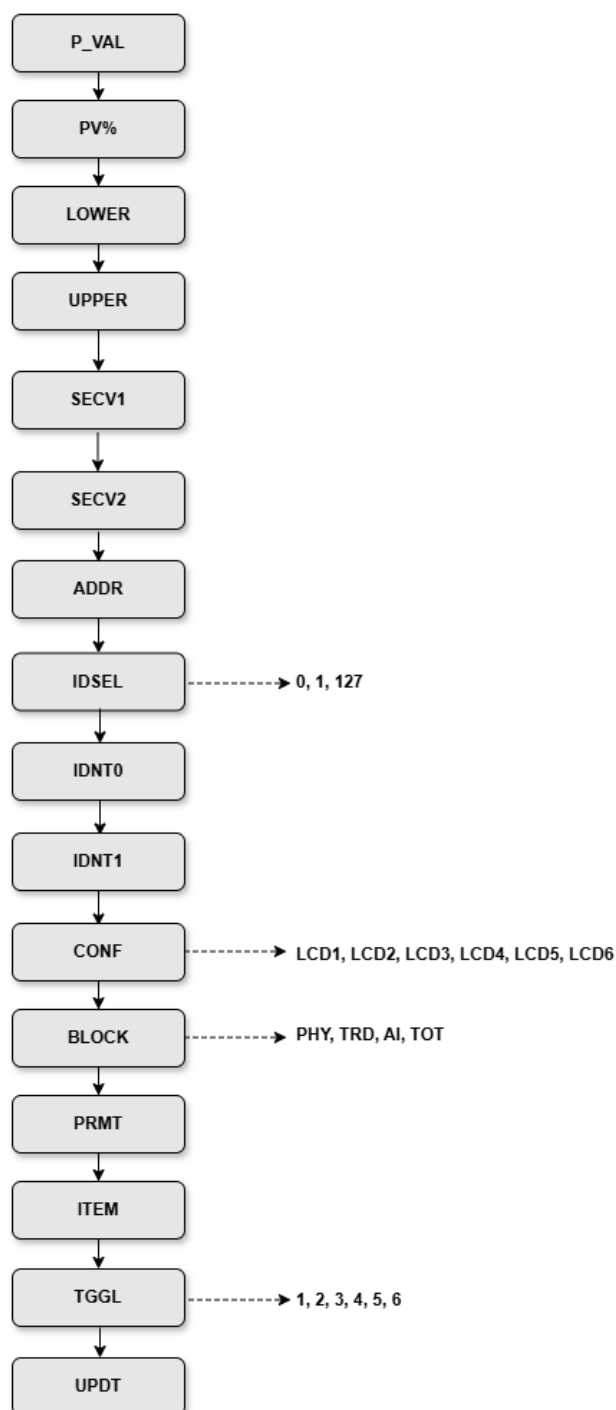 P_VAL
PV%
LOWER
UPPER
SECV1
SECV2
ADDR
IDSEL
0, 1, 127
IDNT0
IDNT1
CONF
LCD1, LCD2, LCD3, LCD4, LCD5, LCD6
BLOCK
PHY, TRD, AI, TOT
PRMT
ITEM
TGGL
1, 2, 3, 4, 5, 6
UPDT